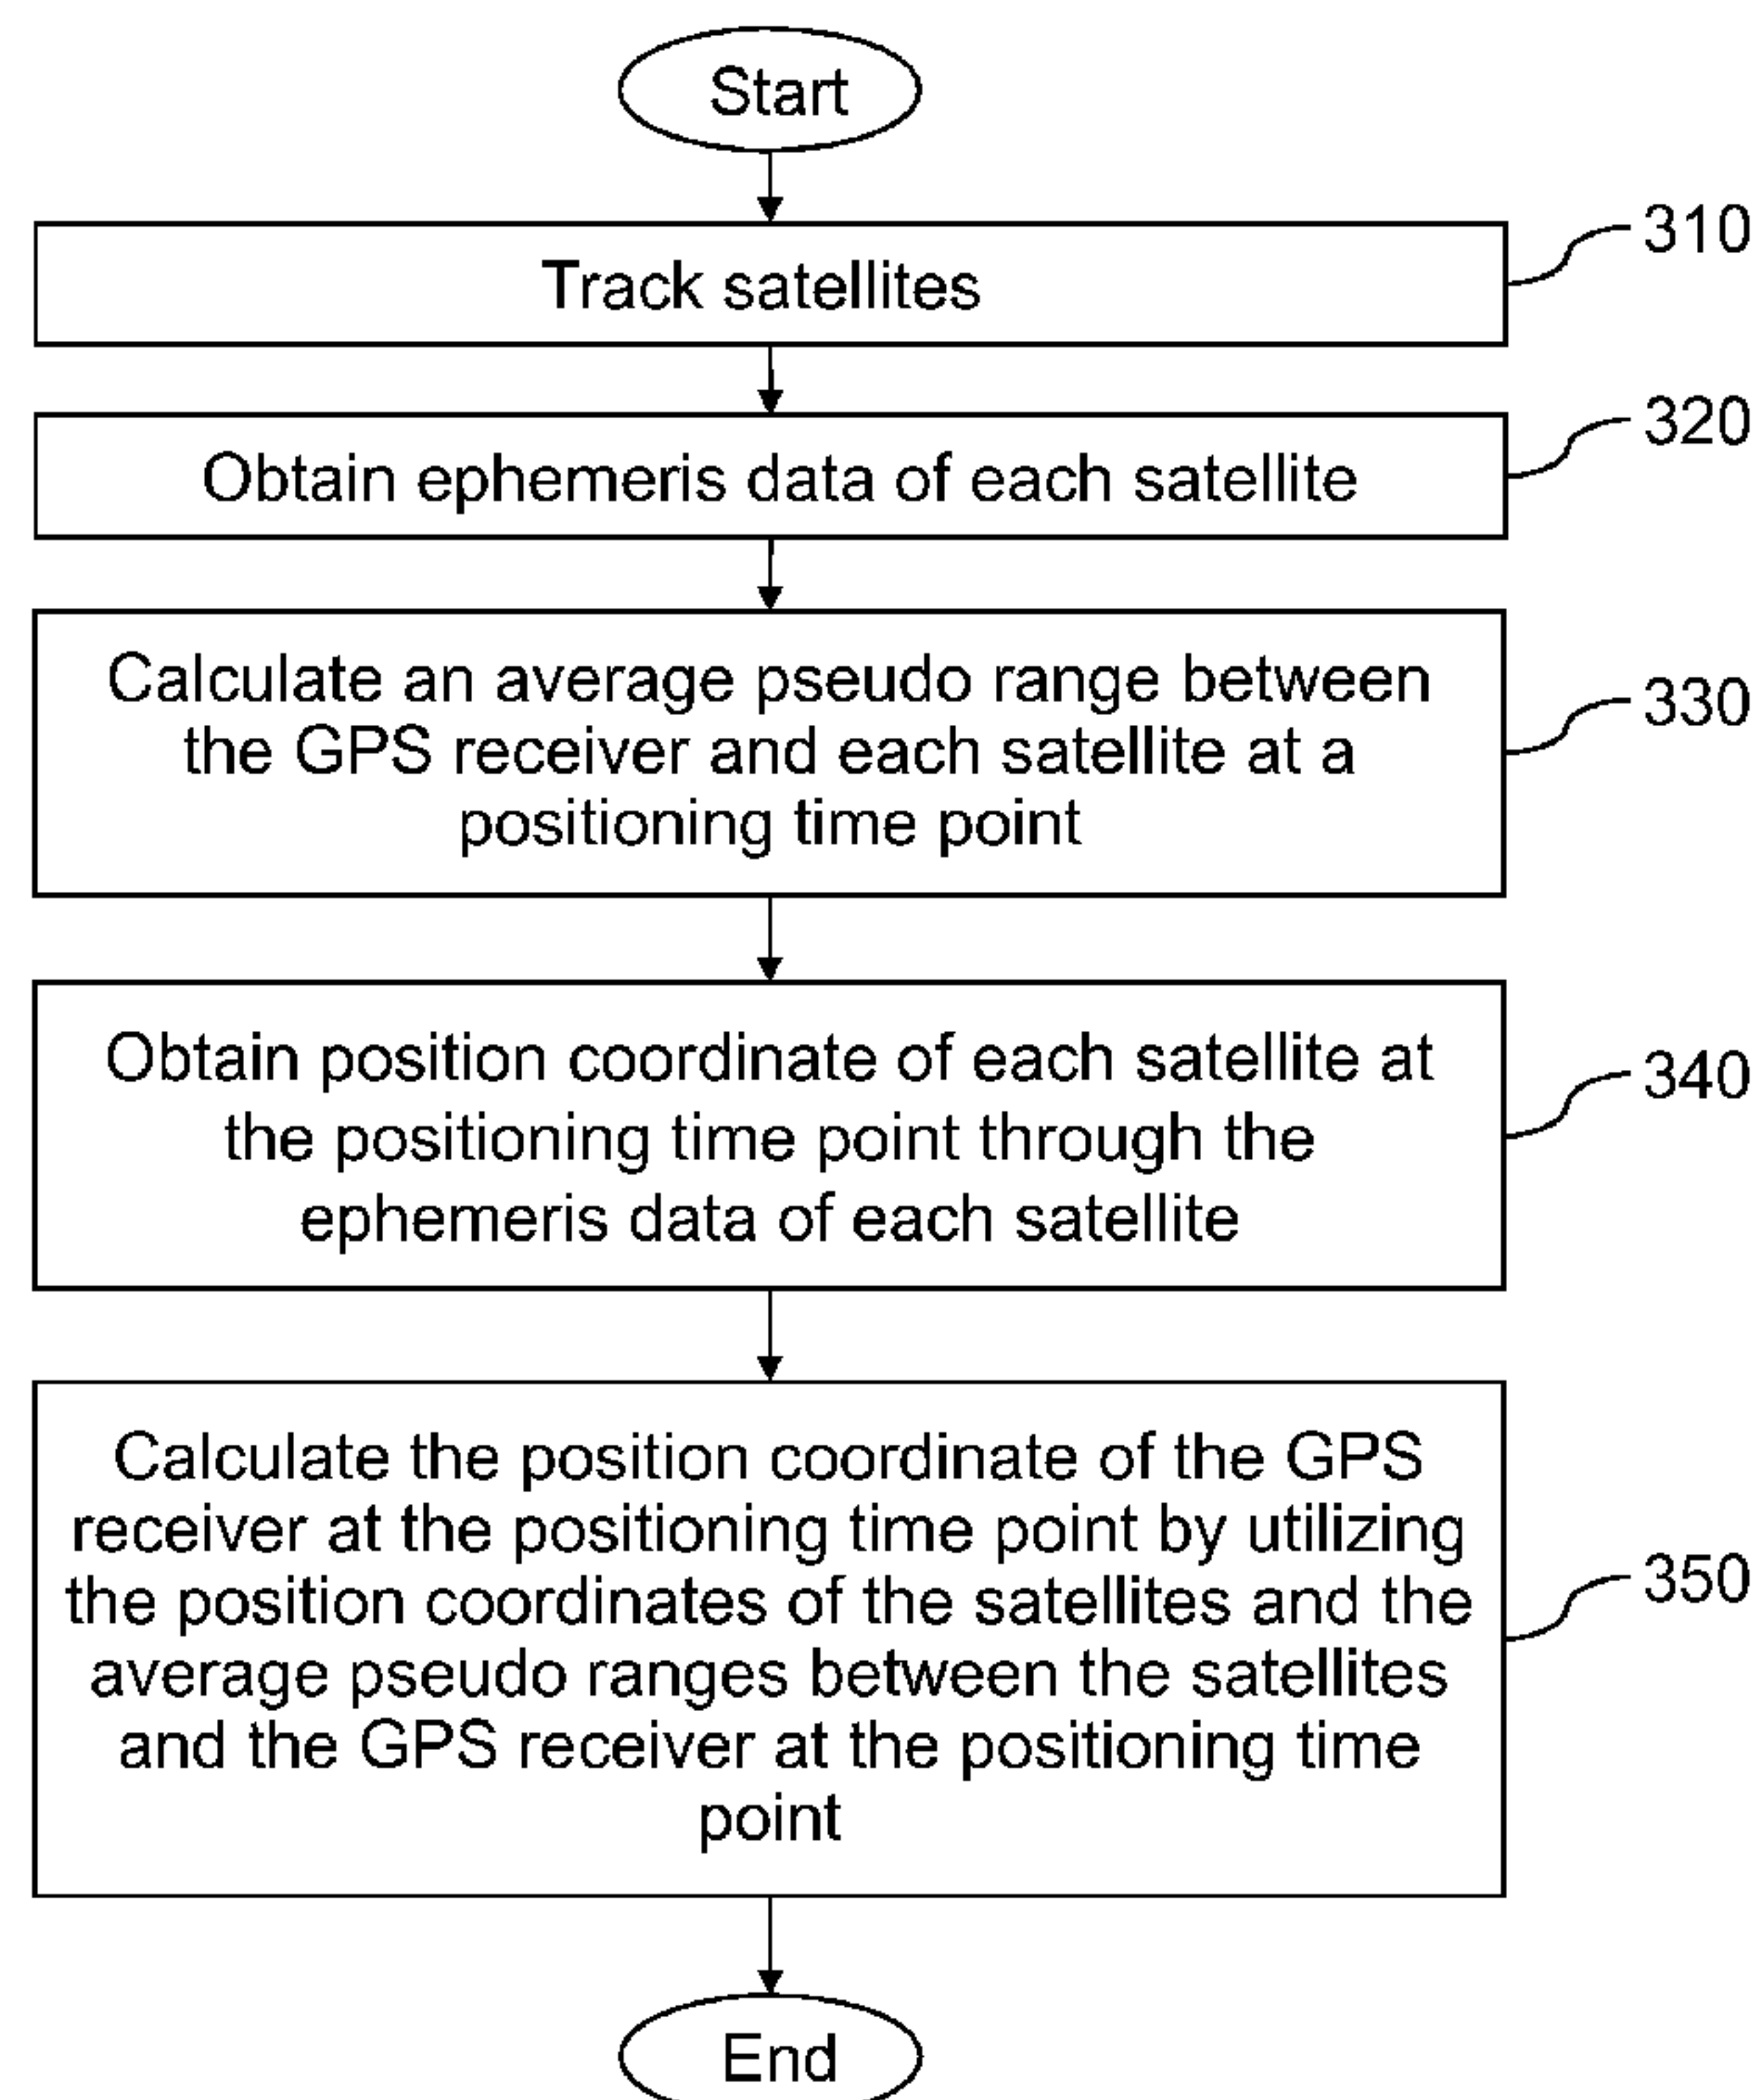 Start
Track satellites
310
Obtain ephemeris data of each satellite
320
Calculate an average pseudo range between
the GPS receiver and each satellite at a
positioning time point
330
Obtain position coordinate of each satellite at
the positioning time point through the
ephemeris data of each satellite
340
Calculate the position coordinate of the GPS
receiver at the positioning time point by utilizing
the position coordinates of the satellites and the
average pseudo ranges between the satellites
and the GPS receiver at the positioning time
point
350
End